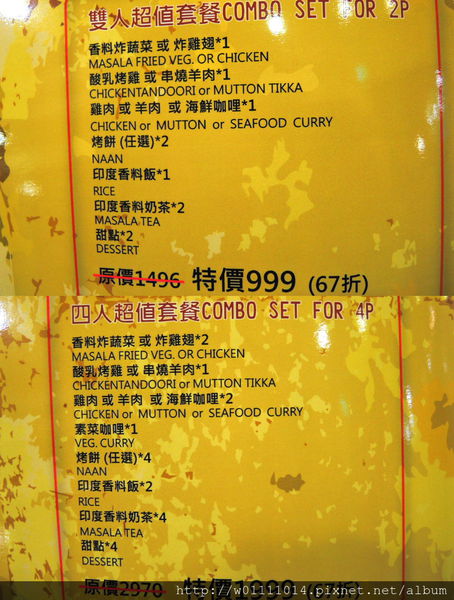 雙人超值套餐COMBO SET FOR 2P
香料炸蔬菜 或 炸雞翅*1
MASALA FRIED VEG. OR CHICKEN
酸乳烤雞 或 串燒羊肉*1
CHICKENTANDOORI or MUTTON TIKKA
雞肉 或 羊肉 或 海鮮咖哩*1
CHICKEN or MUTTON or SEAFOOD CURRY
烤餅 (任選)*2
NAAN
印度香料飯*1
RICE
印度香料奶茶*2
MASALA TEA
甜點*2
DESSERT
原價1496 特價999 (67折)
四人超值套餐COMBO SET FOR 4P
香料炸蔬菜 或 炸雞翅*2
MASALA FRIED VEG. OR CHICKEN
酸乳烤雞 或 串燒羊肉*1
CHICKENTANDOORI or MUTTON TIKKA
雞肉 或 羊肉 或 海鮮咖哩*2
CHICKEN or MUTTON or SEAFOOD CURRY
素菜咖哩*1
VEG. CURRY
烤餅 (任選)*4
NAAN
印度香料飯*2
RICE
印度香料奶茶*4
MASALA TEA
甜點*4
DESSERT
原價2970 特價1999 (67折)
http://w01111014.pixnet.net/album